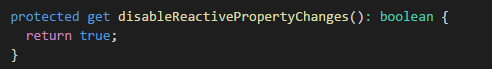 protected get disableReactivePropertyChanges(): boolean {
  return true;
}